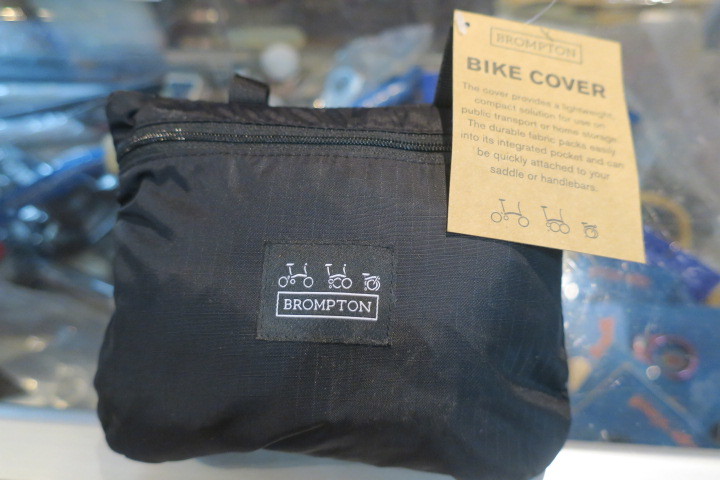 BROMPTON
BIKE COVER
The cover provides a lightweight,
compact solution for use on
public transport or home storage.
The durable fabric packs easily
into its integrated pocket and can
be quickly attached to your
saddle or handlebars.
BROMPTON